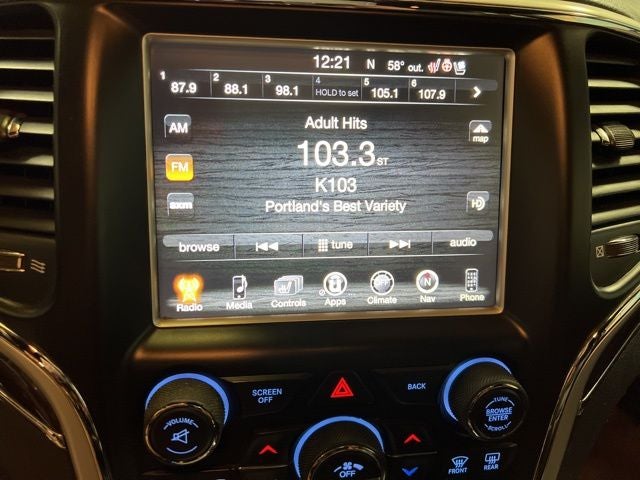 12:21 N 58° out.
1 87.9 2 88.1 3 98.1 4 HOLD to set 5 105.1 6 107.9
AM
Adult Hits
map
103.3 ST
FM
K103
sxm
Portland's Best Variety
browse tune audio
Radio Media Controls Apps OFF Climate N Nav Phone
SCREEN OFF
BACK
VOLUME
TUNE
BROWSE
ENTER
SCROLL
OFF
FRONT REAR